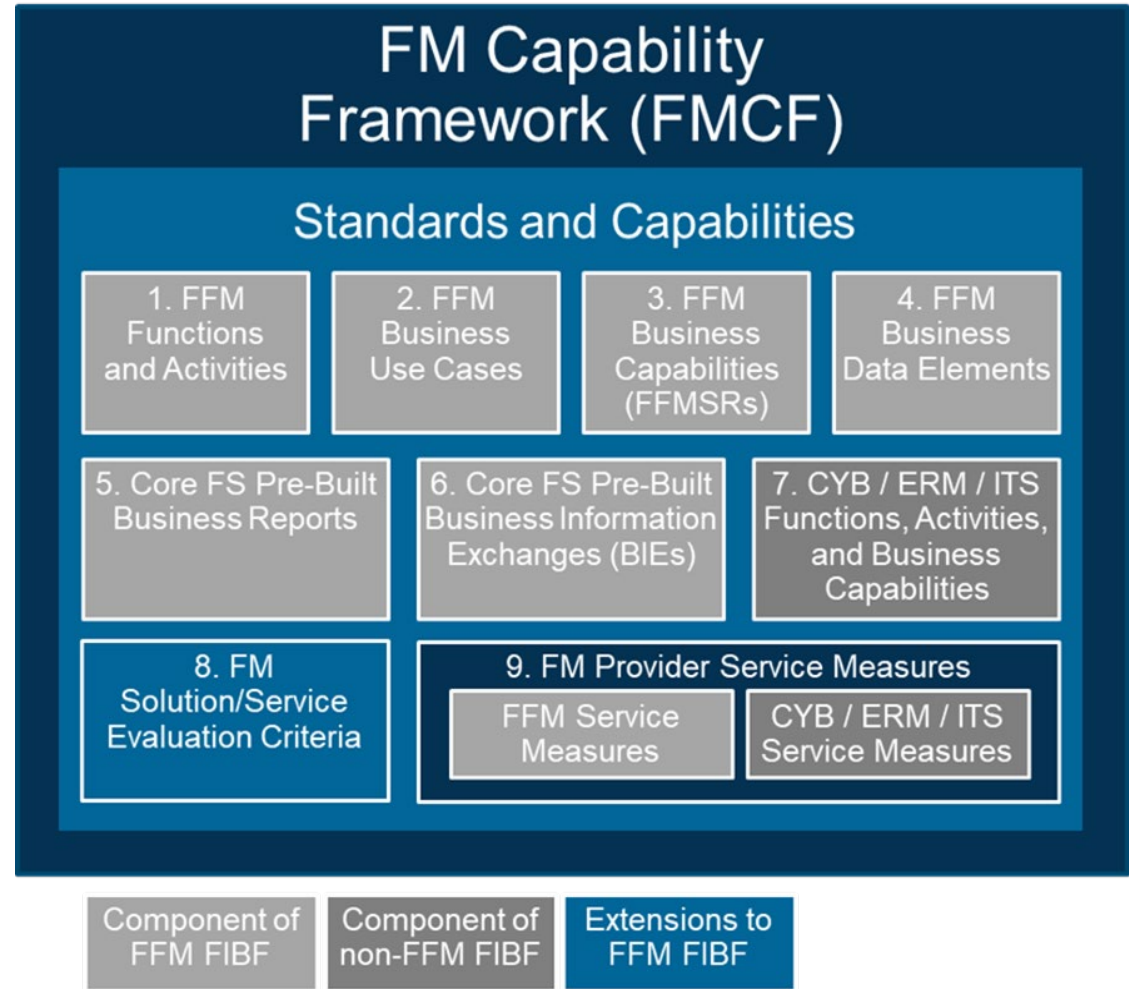 FM Capability
Framework (FMCF)
Standards and Capabilities
1. FFM
Functions
and Activities
2. FFM
Business
Use Cases
3. FFM
Business
Capabilities
(FFMSRs)
4. FFM
Business
Data Elements
5. Core FS Pre-Built
Business Reports
6. Core FS Pre-Built
Business Information
Exchanges (BIEs)
7. CYB / ERM / ITS
Functions, Activities,
and Business
Capabilities
8. FM
Solution/Service
Evaluation Criteria
9. FM Provider Service Measures
FFM Service
Measures
CYB / ERM / ITS
Service Measures
Component of
FFM FIBF
Component of
non-FFM FIBF
Extensions to
FFM FIBF